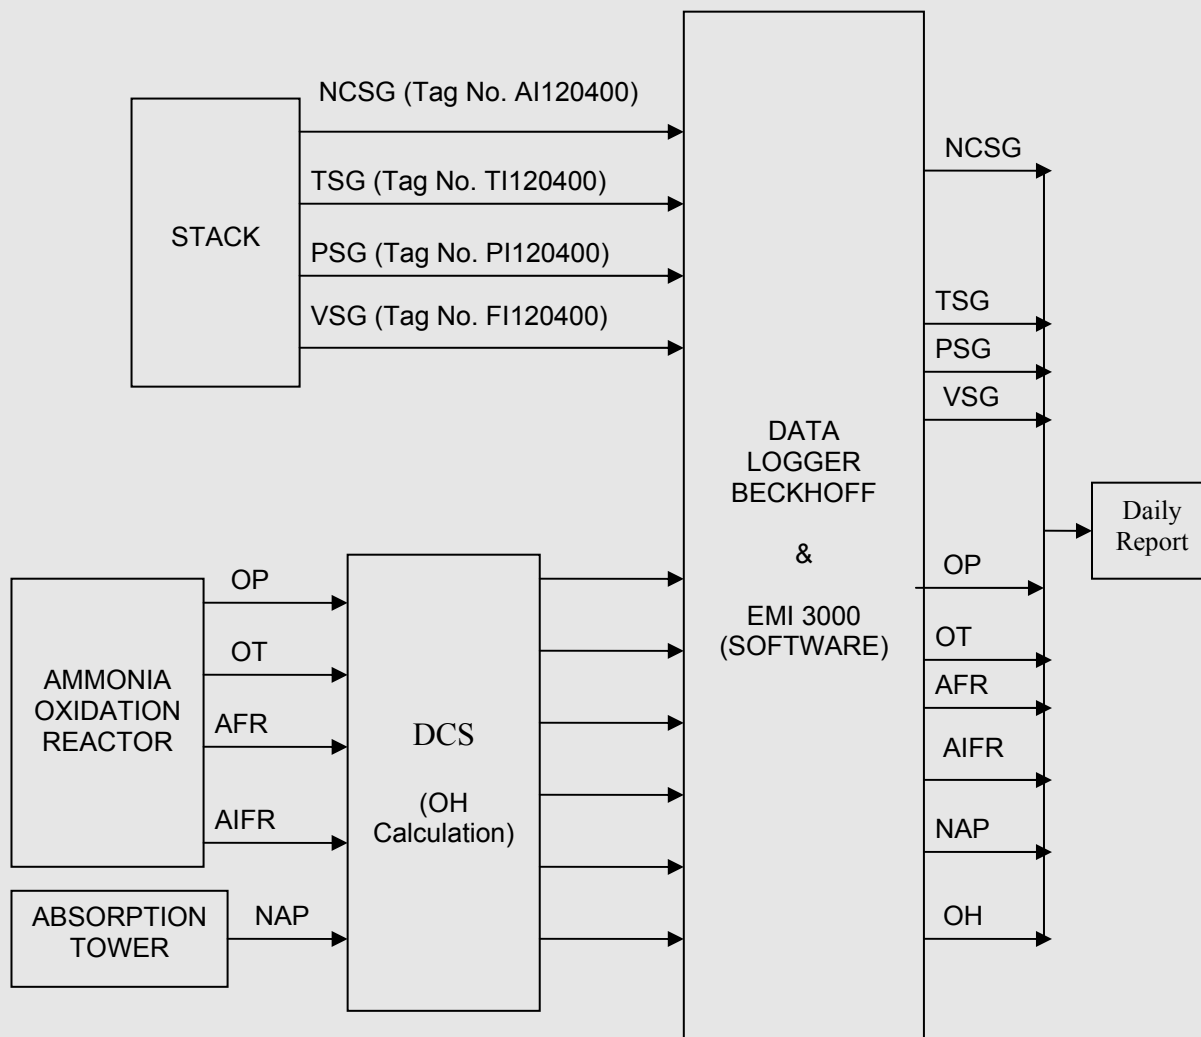 NCSG (Tag No. AI120400)
TSG (Tag No. TI120400)
STACK
PSG (Tag No. PI120400)
VSG (Tag No. FI120400)
OP
OT
AMMONIA
OXIDATION
REACTOR
AFR
AIFR
ABSORPTION
TOWER
NAP
DCS
(OH
Calculation)
DATA
LOGGER
BECKHOFF
&
EMI 3000
(SOFTWARE)
NCSG
TSG
PSG
VSG
OP
OT
AFR
AIFR
NAP
OH
Daily
Report